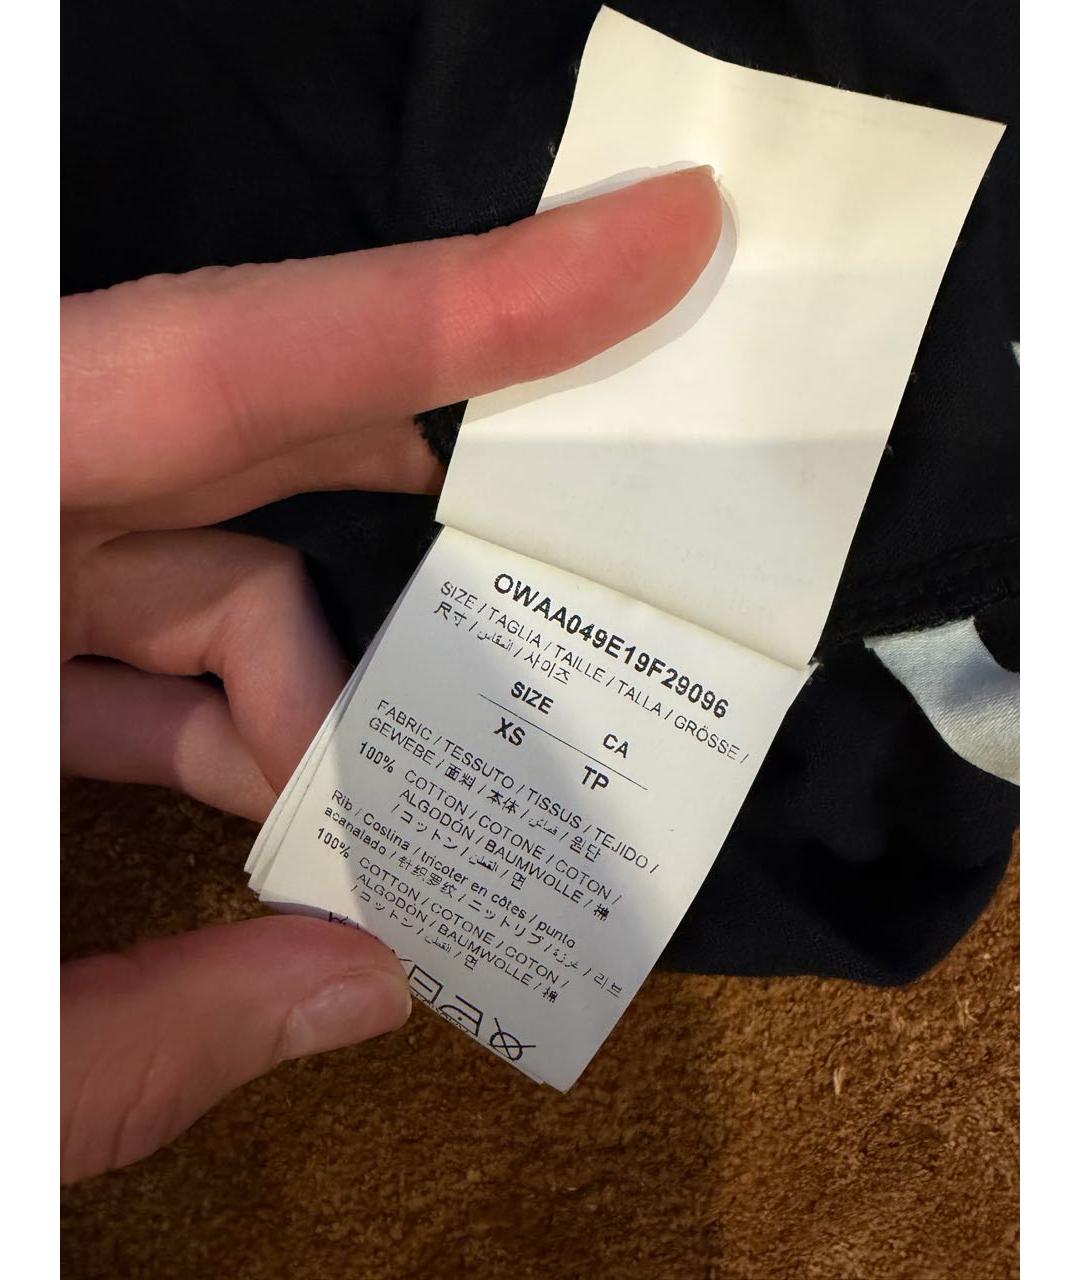 OWAA049E19F29096
SIZE / TAGLIA / TAILLE / TALLA / GRÖSSE /
尺寸 / المقاس / 사이즈
SIZE CA
XS TP
FABRIC / TESSUTO / TISSUS / TEJIDO /
GEWEBE / 面料 / 本体 / قماش / 원단
100% COTTON / COTONE / COTON /
ALGODÓN / BAUMWOLLE / 棉
/ コットン / القطن / 면
Rib / Costina / tricoter en côtes / punto
acanalado / 针织罗纹 / ニットリブ / / 리브
100% COTTON / COTONE / COTON /
ALGODÓN / BAUMWOLLE / 棉
/ コットン / القطن / 면